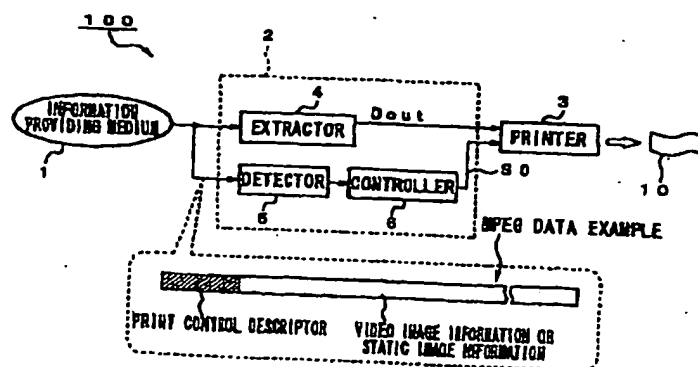 100
2
INFORMATION
PROVIDING MEDIUM
1
4
EXTRACTOR
Dout
3
PRINTER
S0
10
DETECTOR
5
CONTROLLER
6
MPEG DATA EXAMPLE
PRINT CONTROL DESCRIPTOR
VIDEO IMAGE INFORMATION OR
STATIC IMAGE INFORMATION